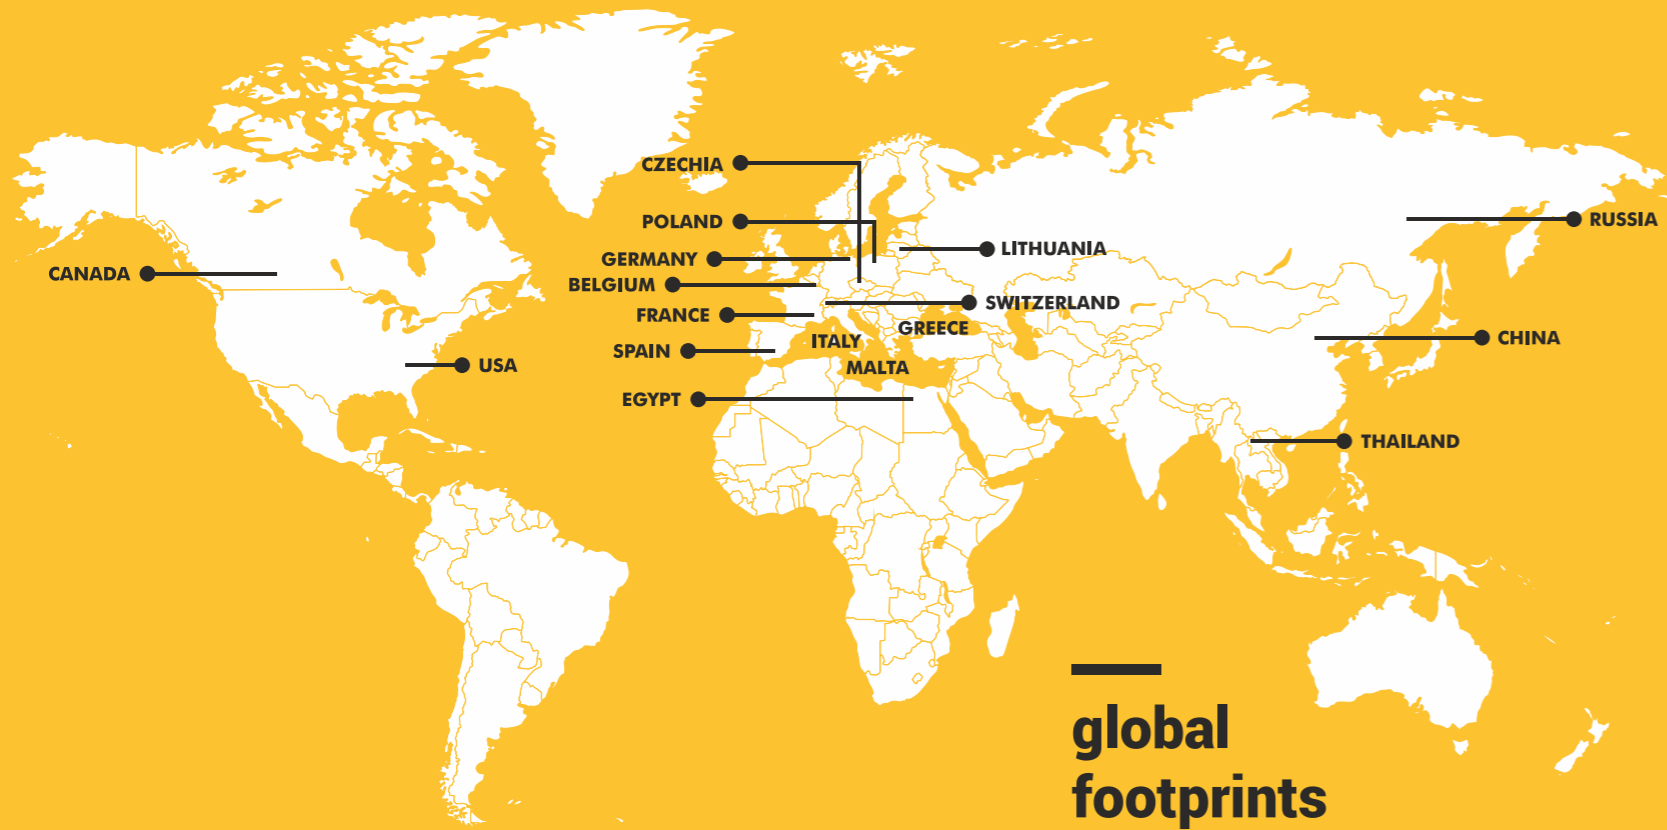 CZECHIA
POLAND
RUSSIA
LITHUANIA
GERMANY
CANADA
BELGIUM
SWITZERLAND
FRANCE
GREECE
ITALY
CHINA
SPAIN
USA
MALTA
EGYPT
THAILAND
global
footprints